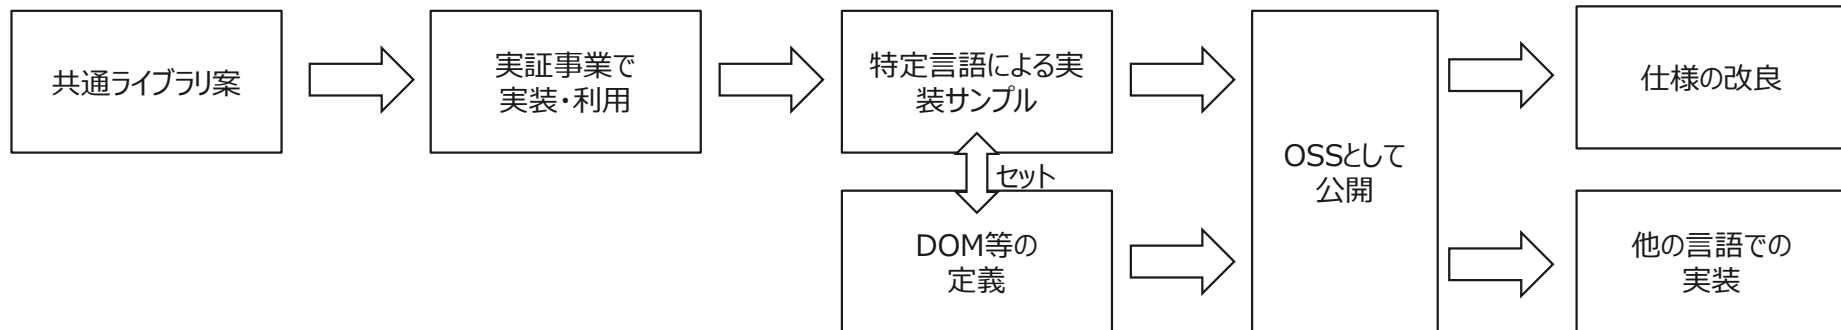 共通ライブラリ案
実証事業で
実装・利用
特定言語による実
装サンプル
セット
DOM等の
定義
OSSとして
公開
仕様の改良
他の言語での
実装